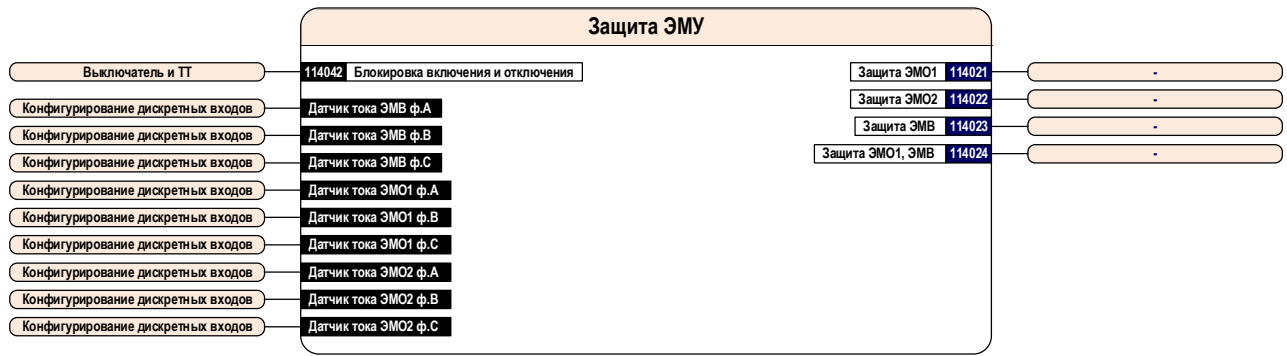 Защита ЭМУ
Выключатель и ТТ 114042 Блокировка включения и отключения Защита ЭМО1 114021 -
Защита ЭМО2 114022 -
Конфигурирование дискретных входов Датчик тока ЭМВ ф.А
Конфигурирование дискретных входов Датчик тока ЭМВ ф.В Защита ЭМВ 114023 -
Конфигурирование дискретных входов Датчик тока ЭМВ ф.С Защита ЭМО1, ЭМВ 114024 -
Конфигурирование дискретных входов Датчик тока ЭМО1 ф.А
Конфигурирование дискретных входов Датчик тока ЭМО1 ф.В
Конфигурирование дискретных входов Датчик тока ЭМО1 ф.С
Конфигурирование дискретных входов Датчик тока ЭМО2 ф.А
Конфигурирование дискретных входов Датчик тока ЭМО2 ф.В
Конфигурирование дискретных входов Датчик тока ЭМО2 ф.С